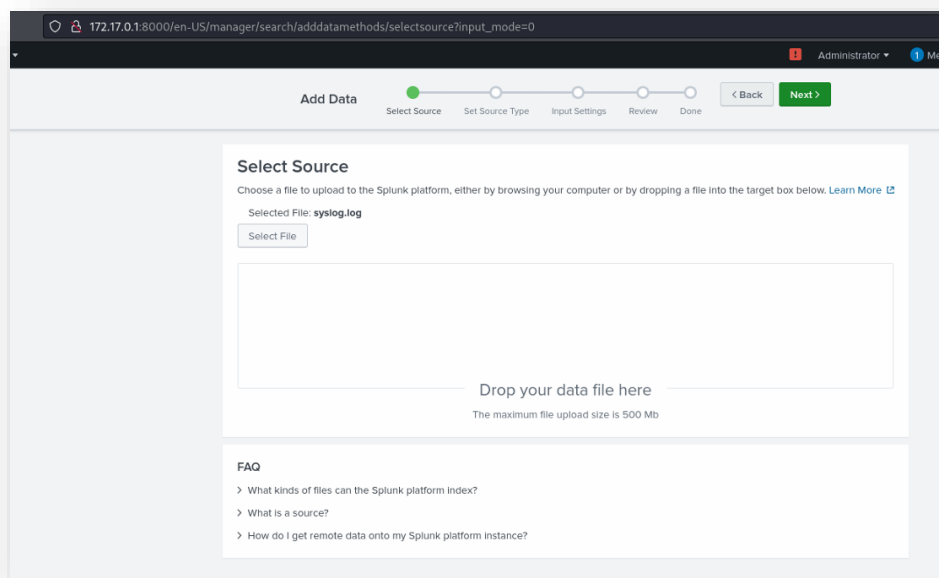 172.17.0.1:8000/en-US/manager/search/adddatamethods/selectsource?input_mode=0
! Administrator 1 Me
Add Data
Select Source Set Source Type Input Settings Review Done
< Back Next >
Select Source
Choose a file to upload to the Splunk platform, either by browsing your computer or by dropping a file into the target box below. Learn More
Selected File: syslog.log
Select File
Drop your data file here
The maximum file upload size is 500 Mb
FAQ
> What kinds of files can the Splunk platform index?
> What is a source?
> How do I get remote data onto my Splunk platform instance?